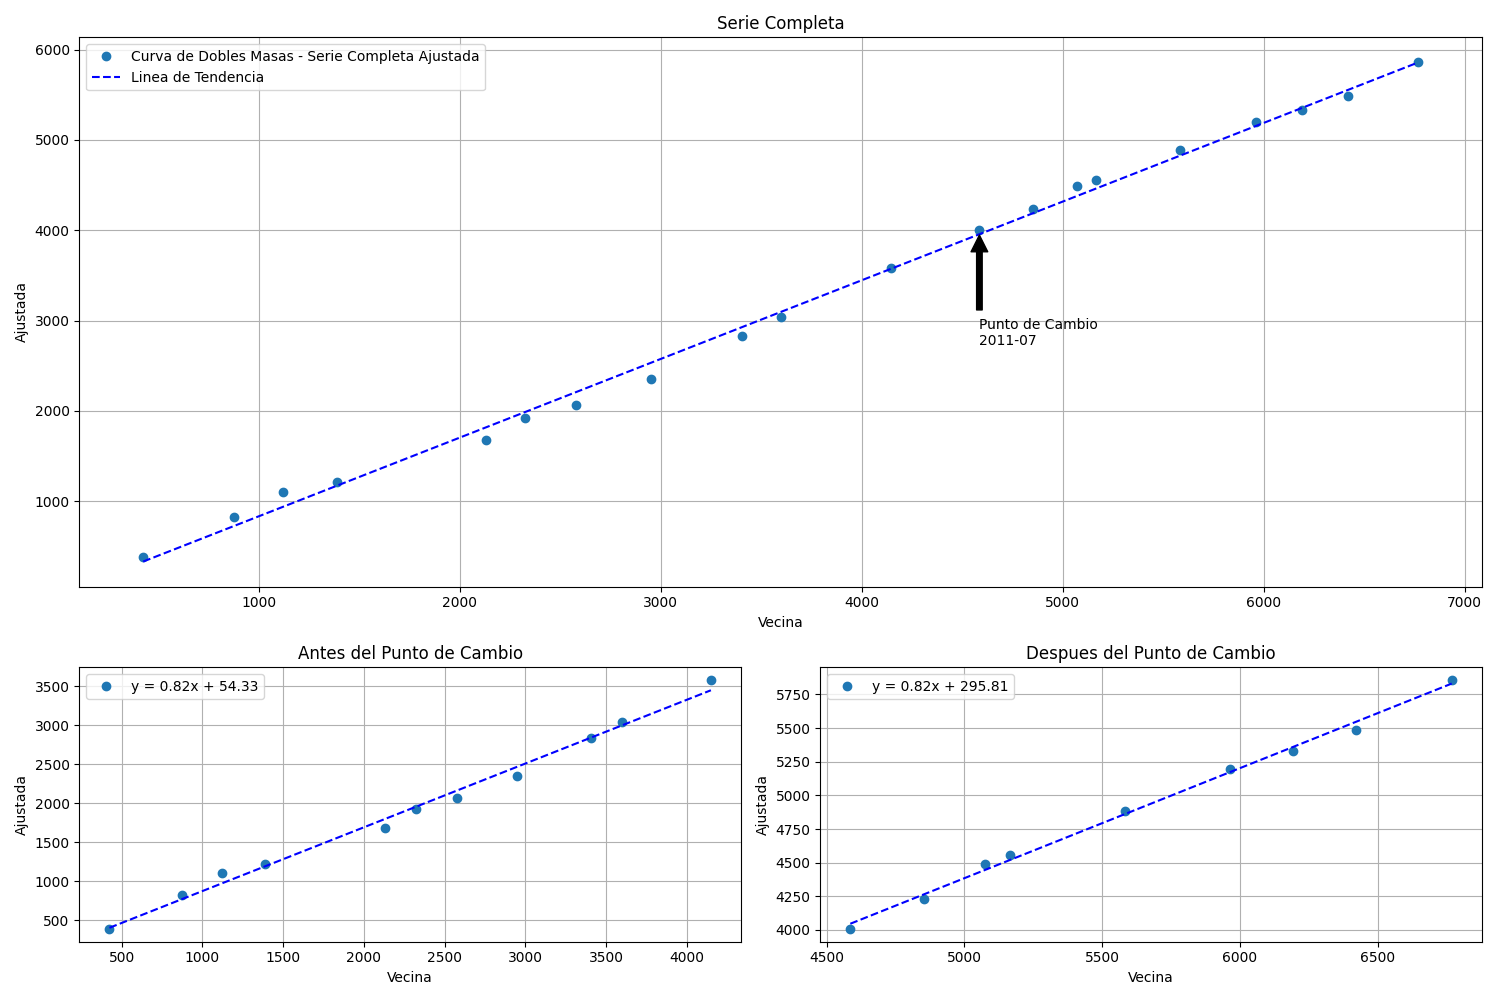 Serie Completa
Curva de Dobles Masas - Serie Completa Ajustada
Linea de Tendencia
6000
5000
4000
3000
2000
1000
Ajustada
Punto de Cambio
2011-07
1000 2000 3000 4000 5000 6000 7000
Vecina
Antes del Punto de Cambio
y = 0.82x + 54.33
3500
3000
2500
2000
1500
1000
500
Ajustada
500 1000 1500 2000 2500 3000 3500 4000
Vecina
Despues del Punto de Cambio
y = 0.82x + 295.81
5750
5500
5250
5000
4750
4500
4250
4000
Ajustada
4500 5000 5500 6000 6500
Vecina